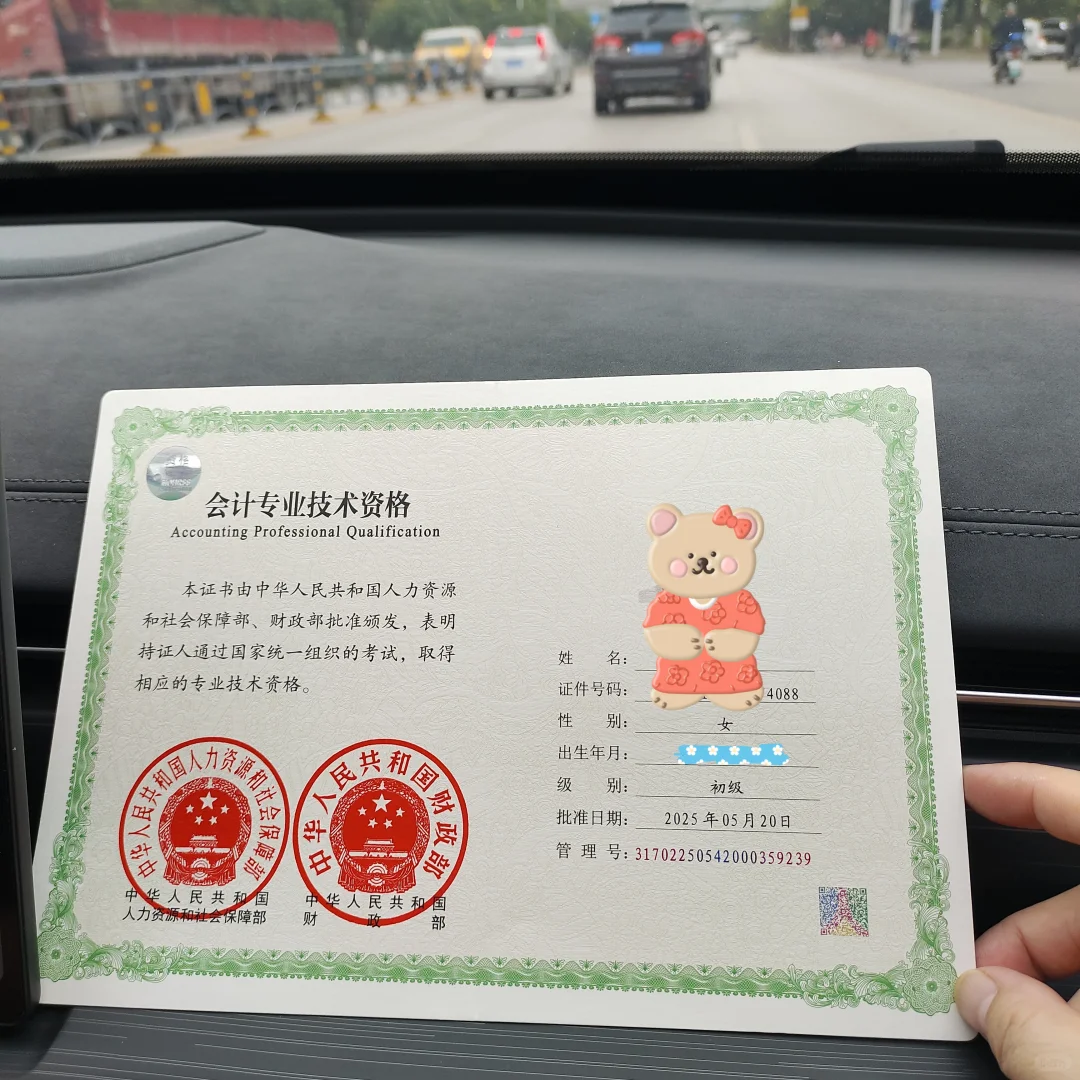 会计专业技术资格
Accounting Professional Qualification
本证书由中华人民共和国人力资源
和社会保障部、财政部批准颁发，表明
持证人通过国家统一组织的考试，取得
相应的专业技术资格。
中华人民共和国人力资源和社会保障部
中华人民共和国财政部
中华人民共和国
人力资源和社会保障部
中华人民共和国
财政部
姓 名：
证件号码： 4088
性 别： 女
出生年月：
级 别： 初级
批准日期： 2025年05月20日
管 理 号：31702250542000359239